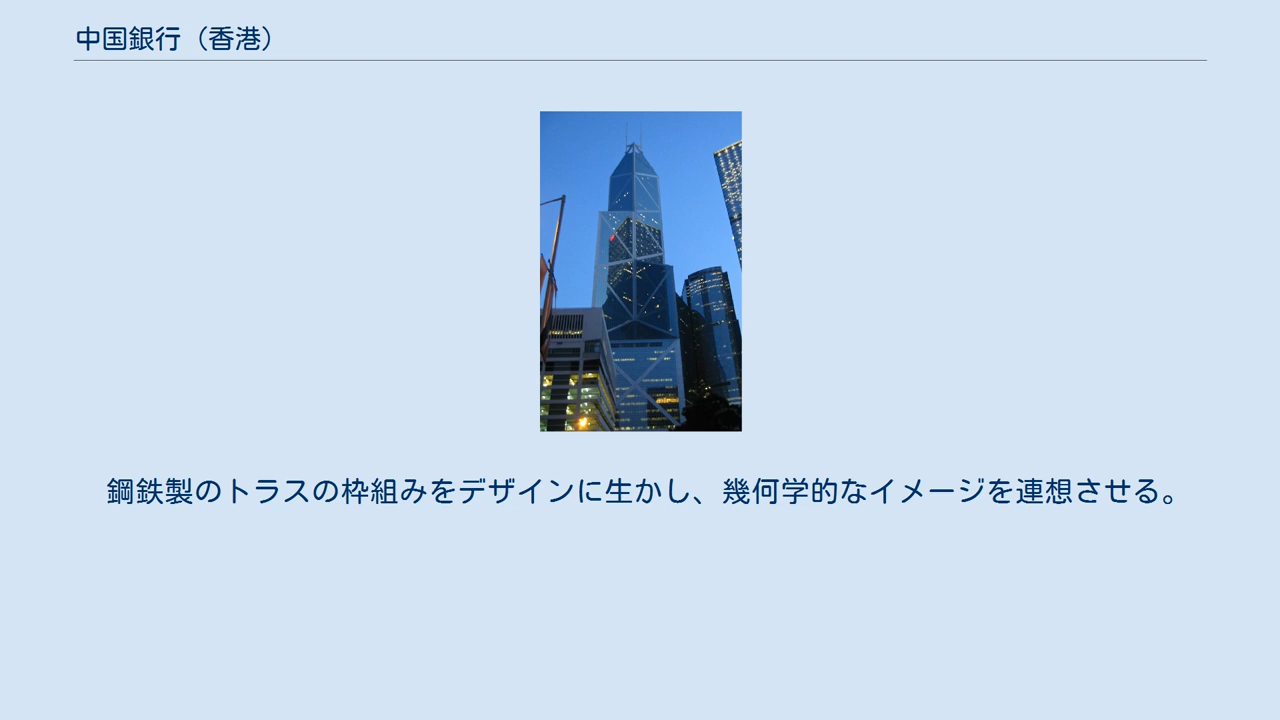 中国銀行（香港）
鋼鉄製のトラスの枠組みをデザインに生かし、幾何学的なイメージを連想させる。